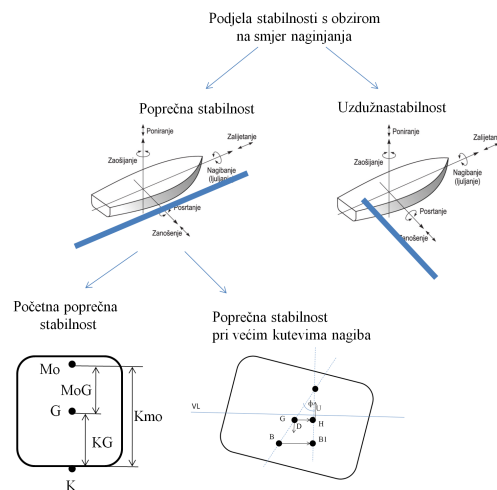 Podjela stabilnosti s obzirom
na smjer naginjanja
Poprečna stabilnost
Uzdužnastabilnost
Poniranje
Zalijetanje
Zaošijanje
Nagibanje
(ljuljanje)
Posrtanje
Zanošenje
Poniranje
Zalijetanje
Zaošijanje
Nagibanje
(ljuljanje)
Posrtanje
Zanošenje
Početna poprečna
stabilnost
Poprečna stabilnost
pri većim kutevima nagiba
Mo
MoG
G
Kmo
KG
K
VL
ϕ
U
G
H
D
B
B1